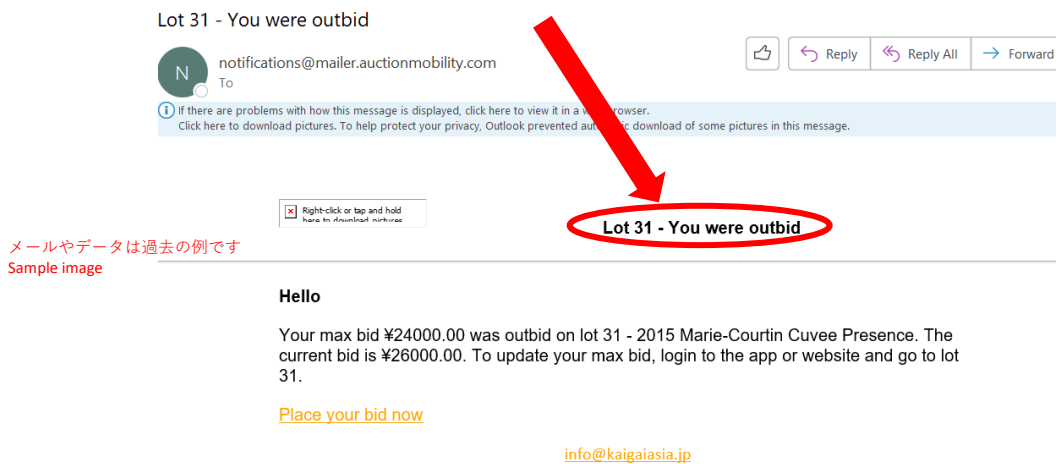 Lot 31 - You were outbid
N
notifications@mailer.auctionmobility.com
To
Reply
Reply All
Forward
If there are problems with how this message is displayed, click here to view it in a browser.
Click here to download pictures. To help protect your privacy, Outlook prevented automatic download of some pictures in this message.
Right-click or tap and hold
here to download pictures
Lot 31 - You were outbid
メールやデータは過去の例です
Sample image
Hello
Your max bid ¥24000.00 was outbid on lot 31 - 2015 Marie-Courtin Cuvee Presence. The
current bid is ¥26000.00. To update your max bid, login to the app or website and go to lot
31.
Place your bid now
info@kaigaiasia.jp